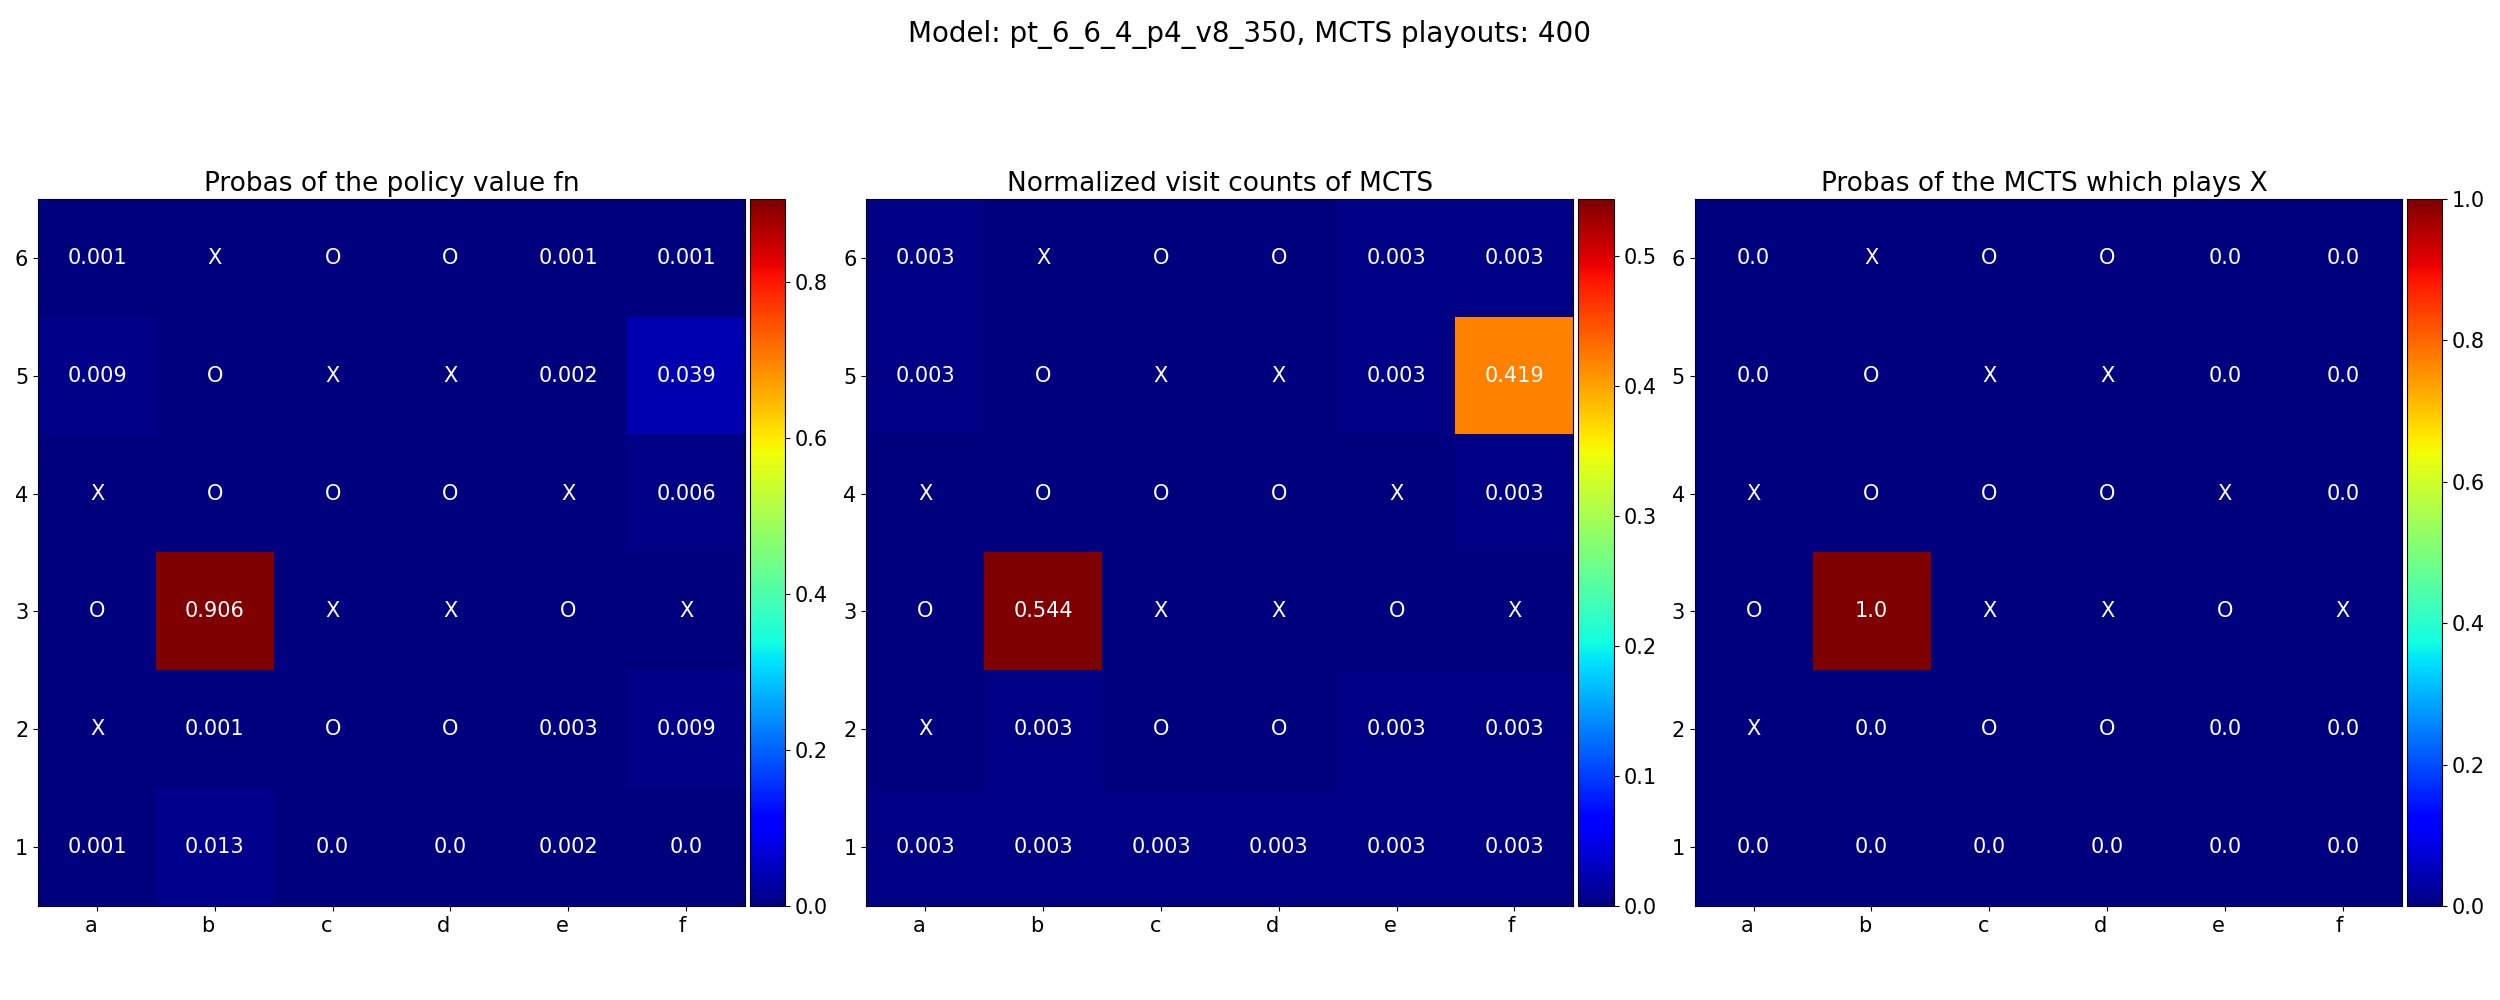 Model: pt_6_6_4_p4_v8_350, MCTS playouts: 400
Probas of the policy value fn
6 0.001 X O O 0.001 0.001
5 0.009 O X X 0.002 0.039
4 X O O O X 0.006
3 O 0.906 X X O X
2 X 0.001 O O 0.003 0.009
1 0.001 0.013 0.0 0.0 0.002 0.0
a b c d e f
0.8
0.6
0.4
0.2
0.0
Normalized visit counts of MCTS
6 0.003 X O O 0.003 0.003
5 0.003 O X X 0.003 0.419
4 X O O O X 0.003
3 O 0.544 X X O X
2 X 0.003 O O 0.003 0.003
1 0.003 0.003 0.003 0.003 0.003 0.003
a b c d e f
0.5
0.4
0.3
0.2
0.1
0.0
Probas of the MCTS which plays X
6 0.0 X O O 0.0 0.0
5 0.0 O X X 0.0 0.0
4 X O O O X 0.0
3 O 1.0 X X O X
2 X 0.0 O O 0.0 0.0
1 0.0 0.0 0.0 0.0 0.0 0.0
a b c d e f
1.0
0.8
0.6
0.4
0.2
0.0